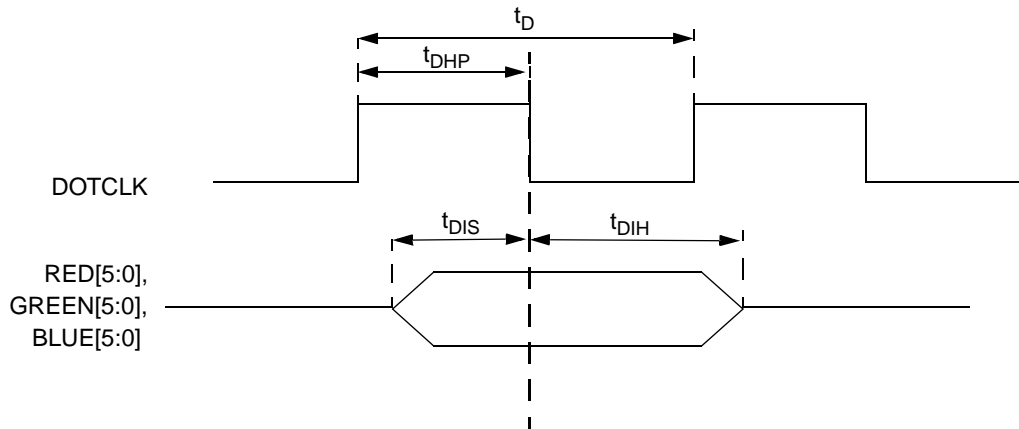 tD
tDHP
DOTCLK
tDIS
tDIH
RED[5:0],
GREEN[5:0],
BLUE[5:0]